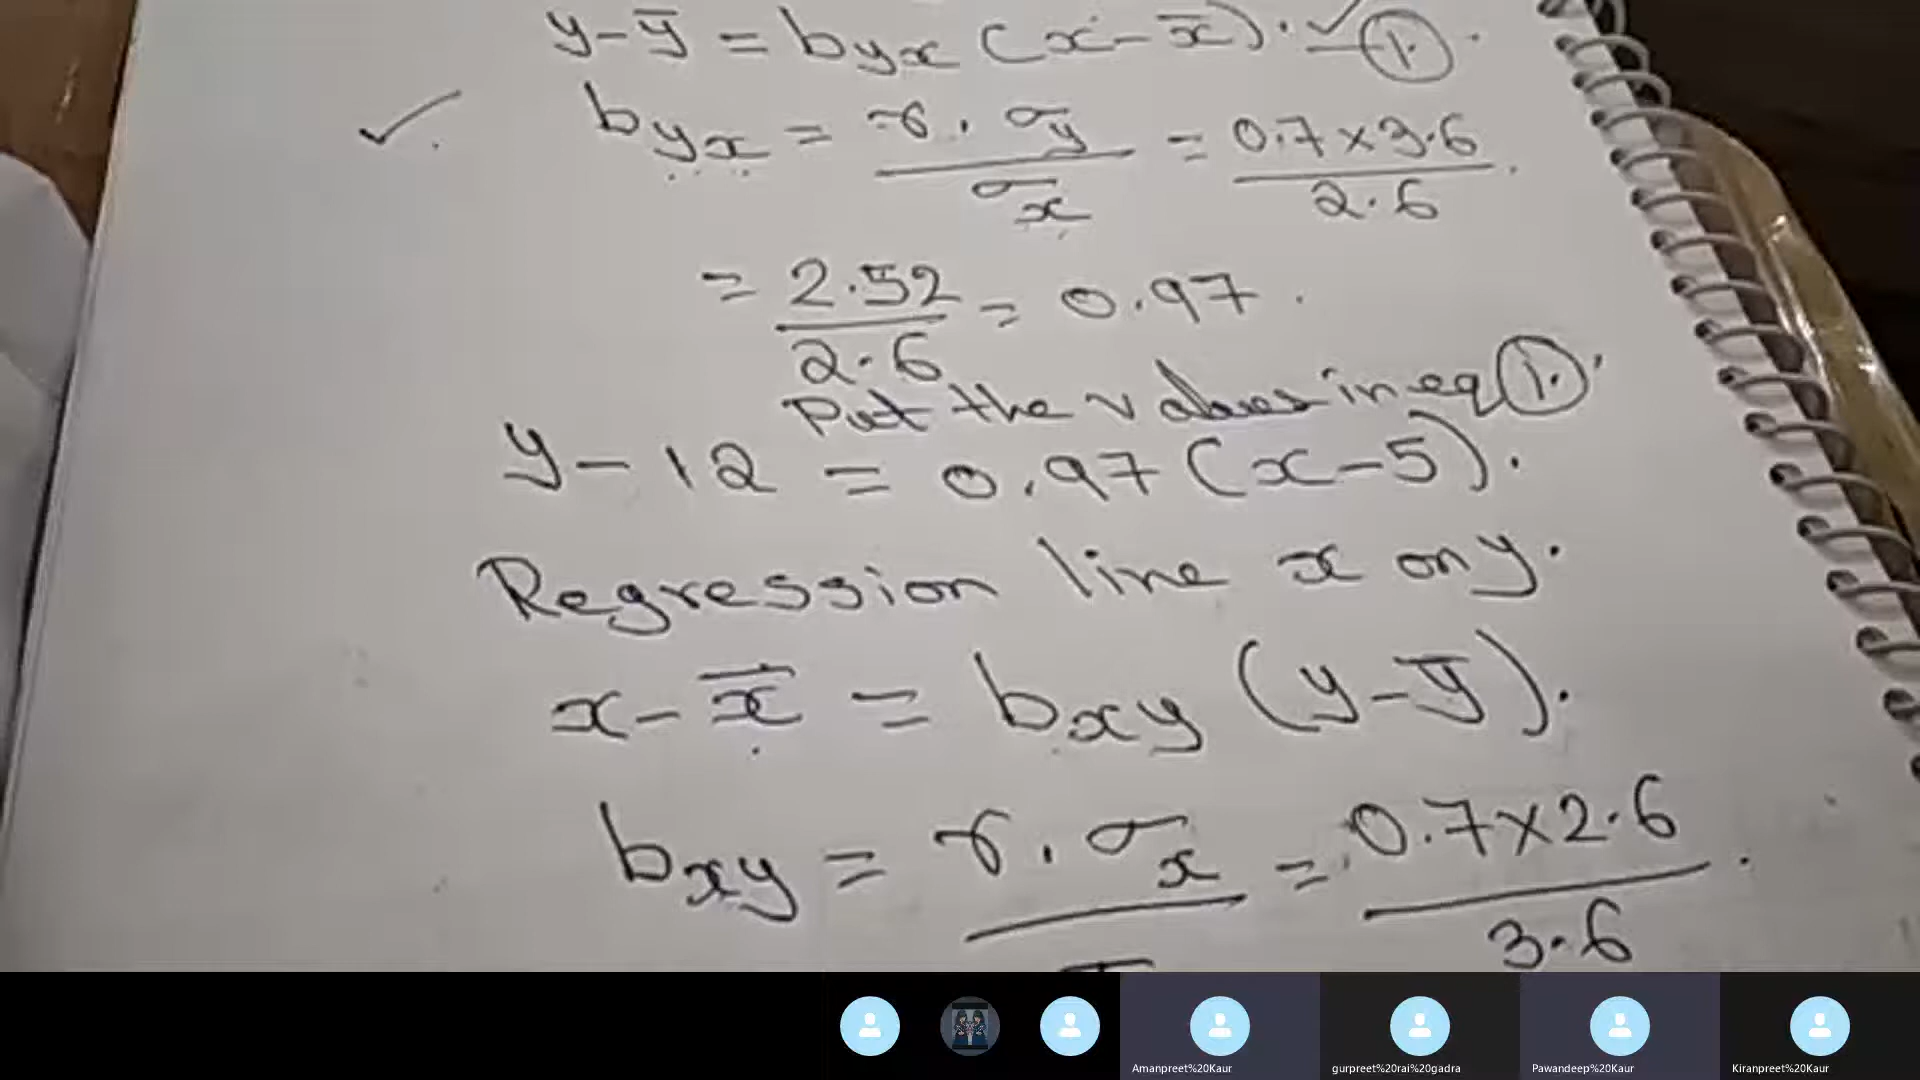 y-ȳ = byx (x-x̄). ✓ ①.
✓. byx = r.σy / σx = 0.7×3.6 / 2.6
= 2.52 / 2.6 = 0.97.
Put the values in eq ①.
y-12 = 0.97 (x-5).
Regression line x on y.
x-x̄ = bxy (y-ȳ).
bxy = r.σx / = 0.7×2.6 / 3.6
Amanpreet%20Kaur
gurpreet%20rai%20gadra
Pawandeep%20Kaur
Kiranpreet%20Kaur